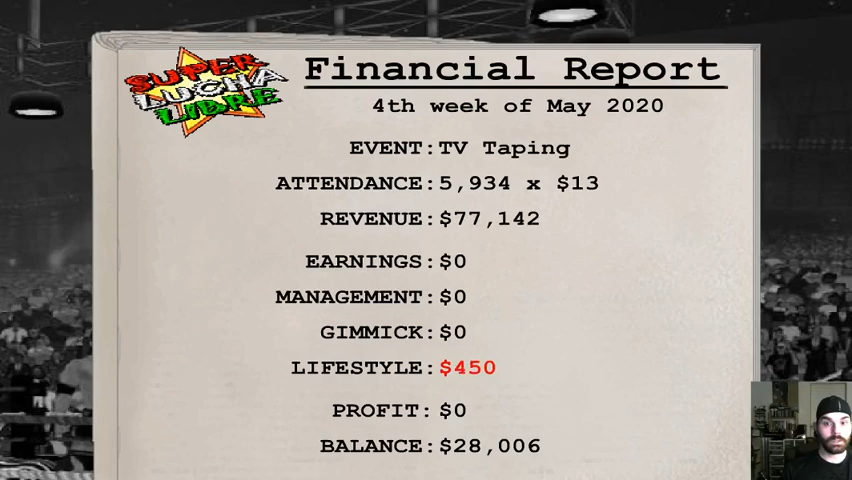 SUPER
LUCHA
LIBRE
Financial Report
4th week of May 2020
EVENT: TV Taping
ATTENDANCE: 5,934 x $13
REVENUE: $77,142
EARNINGS: $0
MANAGEMENT: $0
GIMMICK: $0
LIFESTYLE: $450
PROFIT: $0
BALANCE: $28,006